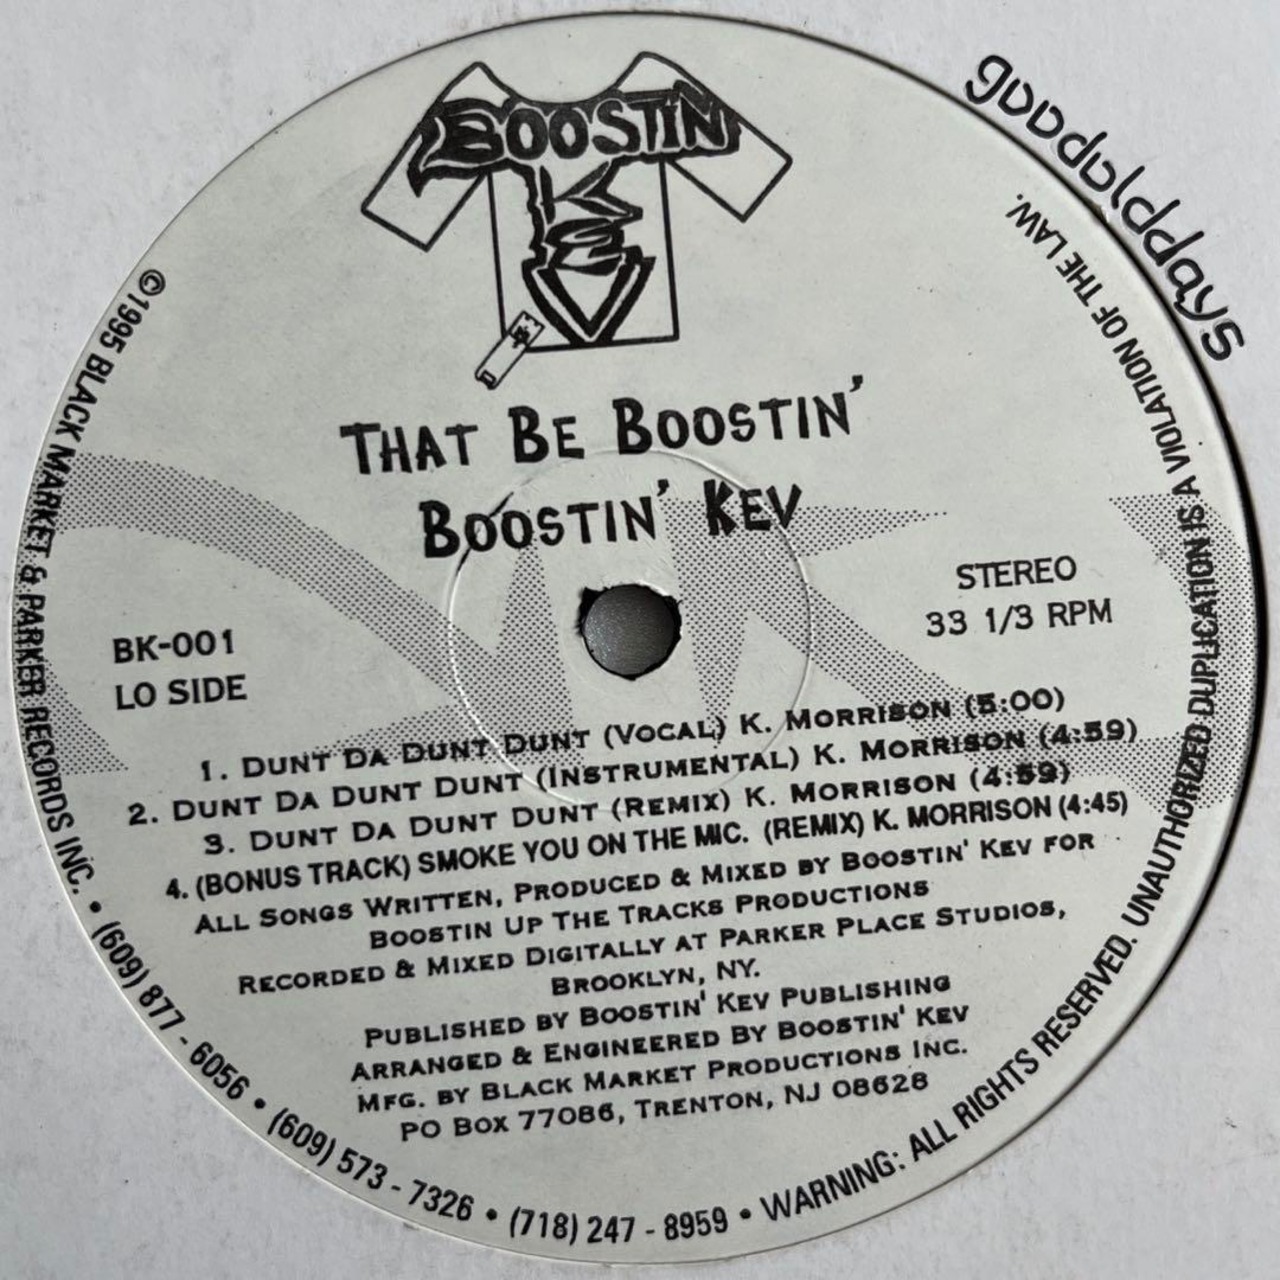 BOOSTIN
KEV
goodolddays
THAT BE BOOSTIN'
BOOSTIN' KEV
STEREO
33 1/3 RPM
BK-001
LO SIDE
1. DUNT DA DUNT DUNT (VOCAL) K. MORRISON (5:00)
2. DUNT DA DUNT DUNT (INSTRUMENTAL) K. MORRISON (4:59)
3. DUNT DA DUNT DUNT (REMIX) K. MORRISON (4:59)
4. (BONUS TRACK) SMOKE YOU ON THE MIC. (REMIX) K. MORRISON (4:45)
ALL SONGS WRITTEN, PRODUCED & MIXED BY BOOSTIN' KEV FOR
BOOSTIN UP THE TRACKS PRODUCTIONS
RECORDED & MIXED DIGITALLY AT PARKER PLACE STUDIOS,
BROOKLYN, NY.
PUBLISHED BY BOOSTIN' KEV PUBLISHING
ARRANGED & ENGINEERED BY BOOSTIN' KEV
MFG. BY BLACK MARKET PRODUCTIONS INC.
PO BOX 77086, TRENTON, NJ 08628
©1995 BLACK MARKET & PARKER RECORDS INC. • (609) 877 - 6056 • (609) 573 - 7326 • (718) 247 - 8959 • WARNING: ALL RIGHTS RESERVED. UNAUTHORIZED DUPLICATION IS A VIOLATION OF THE LAW.